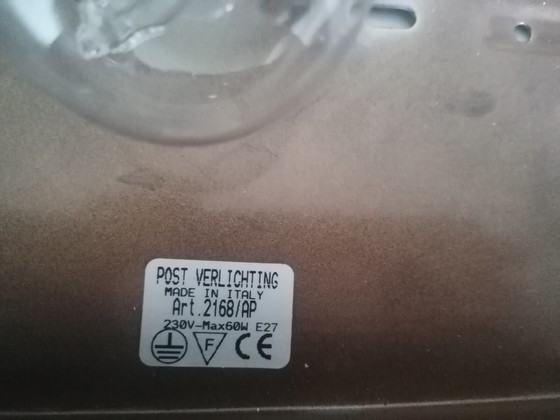 POST VERLICHTING
MADE IN ITALY
Art.2168/AP
230V-Max60W E27
F CE